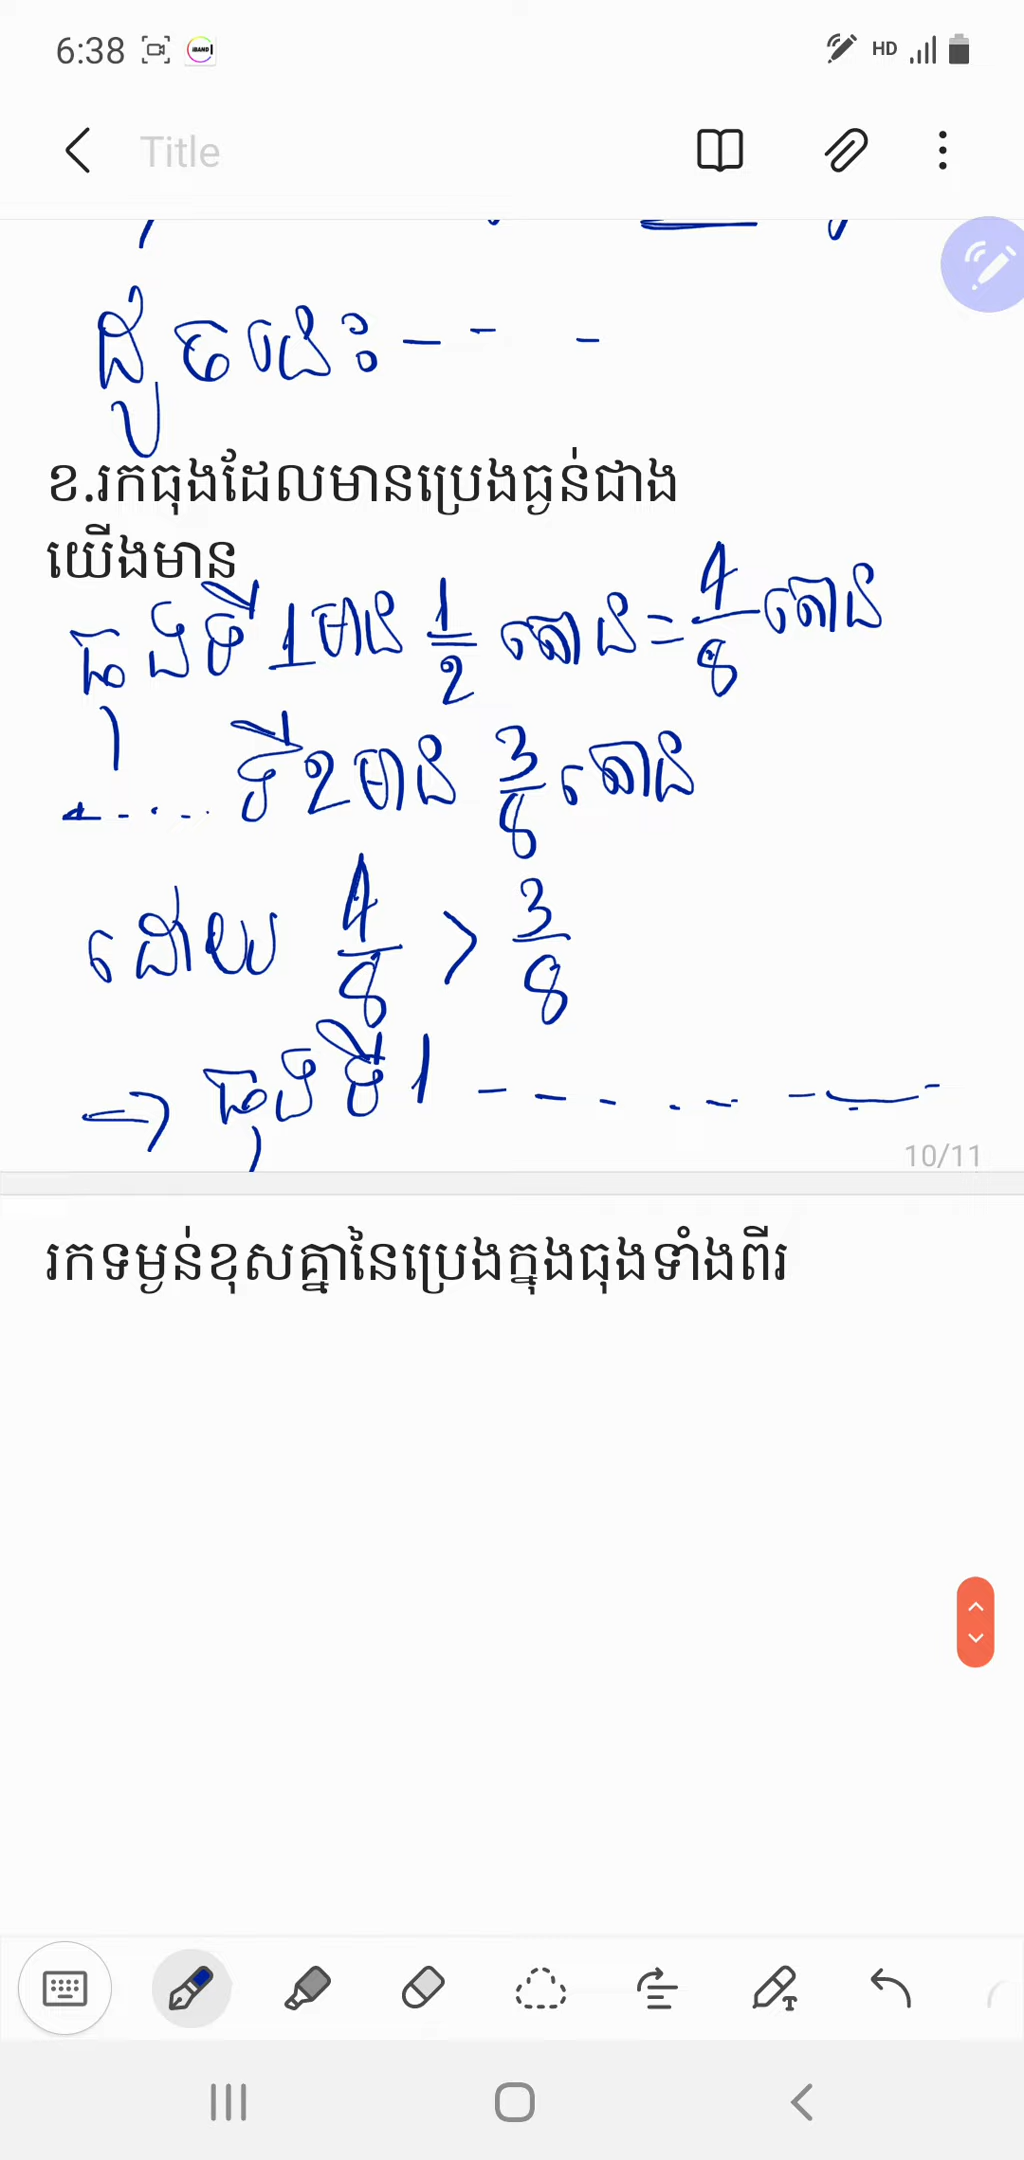 6:38 iBAND HD
Title
ដូចនេះ - - -
ខ.រកធុងដែលមានប្រេងធ្ងន់ជាង
យើងមាន
ធុងទី 1 មាន 1/2 តោន = 4/8 តោន
..... ទី2មាន 3/8 តោន
ដោយ 4/8 > 3/8
⇒ ធុងទី 1 - - - . . - - - -
10/11
រកទម្ងន់ខុសគ្នានៃប្រេងក្នុងធុងទាំងពីរ